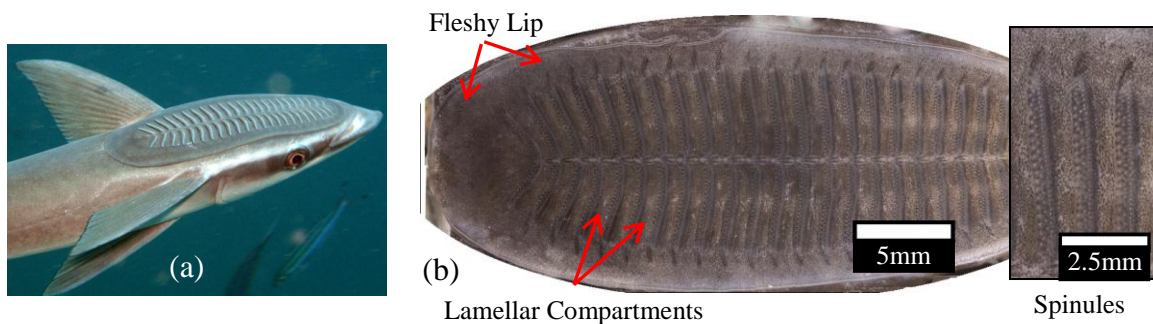 Fleshy Lip
(a)
(b)
5mm
2.5mm
Lamellar Compartments
Spinules